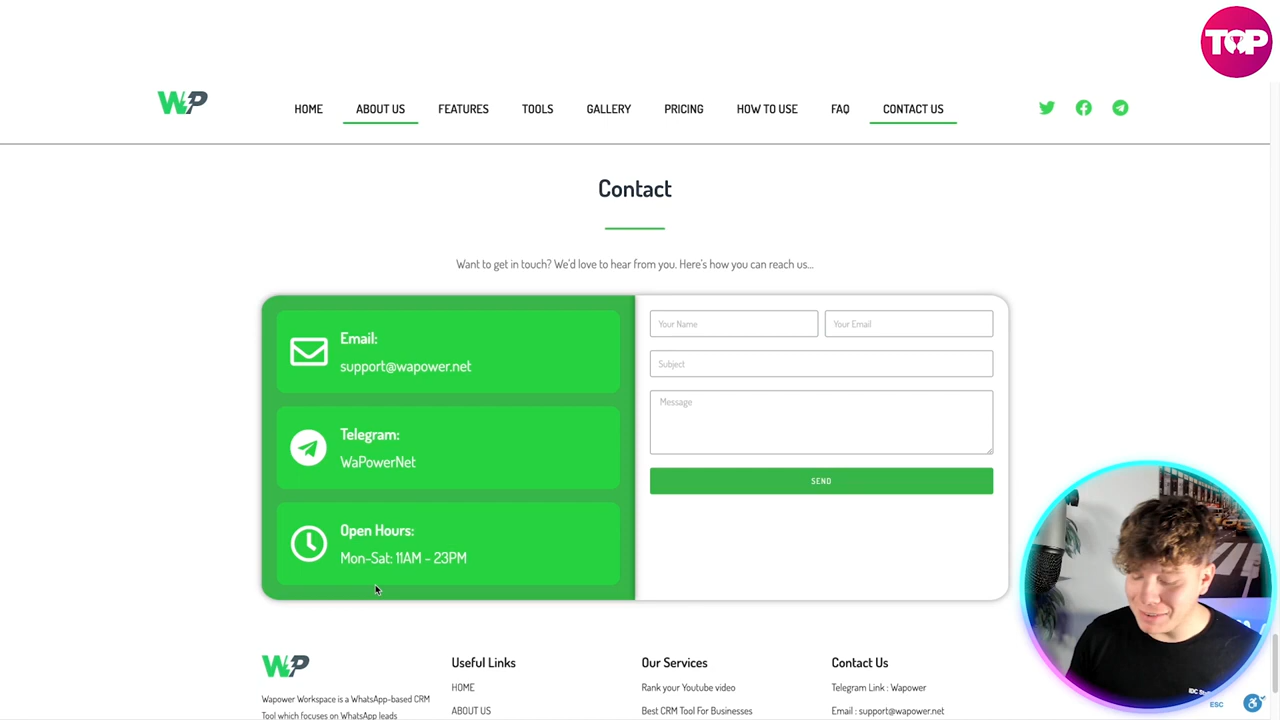 TOP
WP
HOME
ABOUT US
FEATURES
TOOLS
GALLERY
PRICING
HOW TO USE
FAQ
CONTACT US
Contact
Want to get in touch? We'd love to hear from you. Here's how you can reach us...
Email:
support@wapower.net
Telegram:
WaPowerNet
Open Hours:
Mon-Sat: 11AM - 23PM
Your Name
Your Email
Subject
Message
SEND
WP
Wapower Workspace is a WhatsApp-based CRM
Tool which focuses on WhatsApp leads
Useful Links
HOME
ABOUT US
Our Services
Rank your Youtube video
Best CRM Tool For Businesses
Contact Us
Telegram Link : Wapower
Email : support@wapower.net
ESC